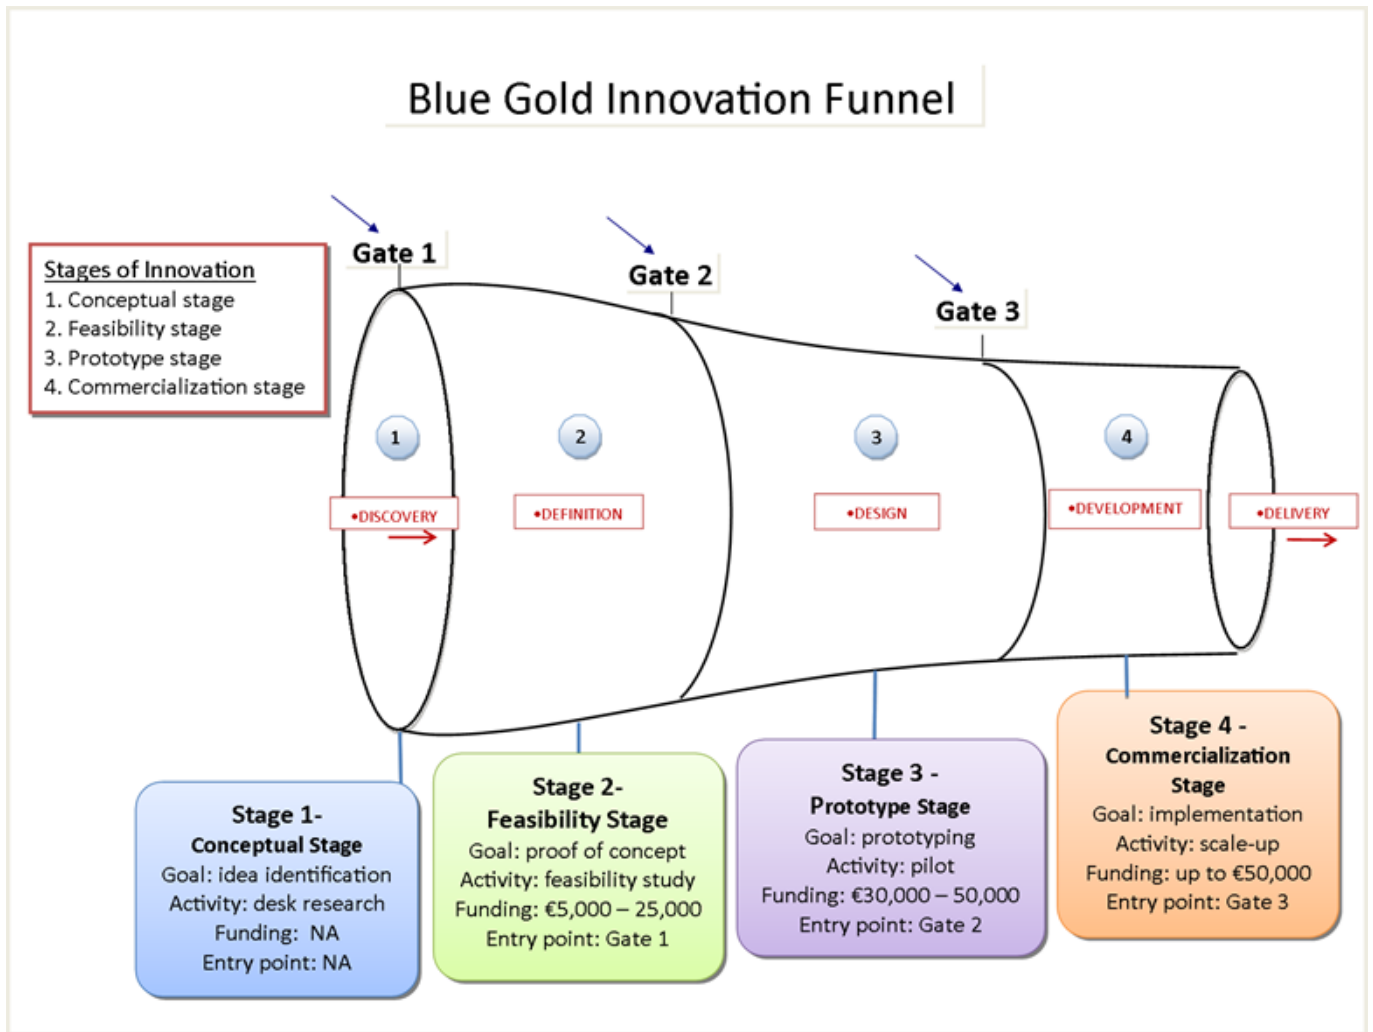 Blue Gold Innovation Funnel
Gate 1
Gate 2
Gate 3
Stages of Innovation
1. Conceptual stage
2. Feasibility stage
3. Prototype stage
4. Commercialization stage
1
2
3
4
•DISCOVERY
•DEFINITION
•DESIGN
•DEVELOPMENT
•DELIVERY
Stage 1-
Conceptual Stage
Goal: idea identification
Activity: desk research
Funding:  NA
Entry point: NA
Stage 2-
Feasibility Stage
Goal: proof of concept
Activity: feasibility study
Funding: €5,000 – 25,000
Entry point: Gate 1
Stage 3 -
Prototype Stage
Goal: prototyping
Activity: pilot
Funding: €30,000 – 50,000
Entry point: Gate 2
Stage 4 -
Commercialization
Stage
Goal: implementation
Activity: scale-up
Funding: up to €50,000
Entry point: Gate 3